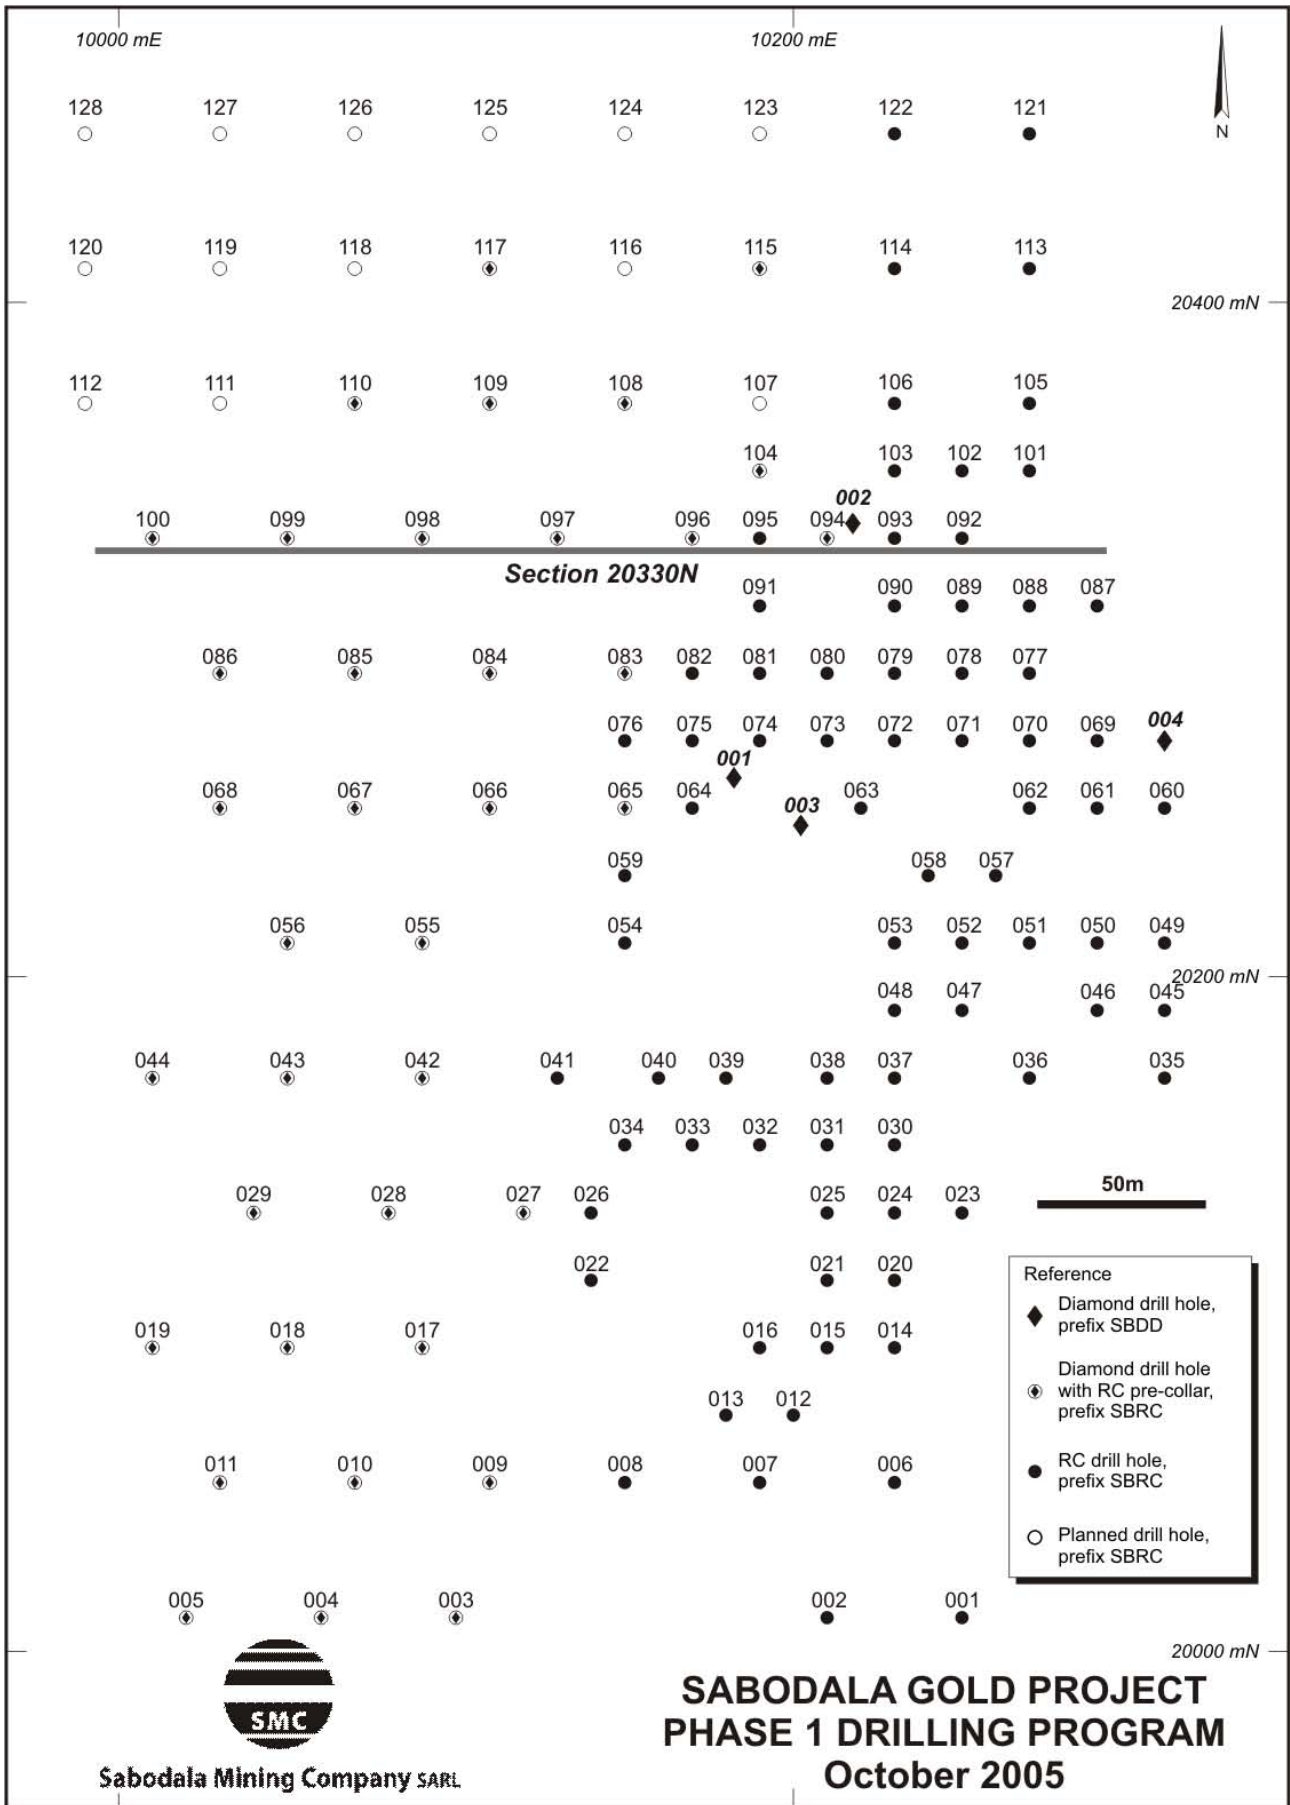 10000 mE 10200 mE
128 127 126 125 124 123 122 121
N
120 119 118 117 116 115 114 113
20400 mN
112 111 110 109 108 107 106 105
104 103 102 101
002
100 099 098 097 096 095 094 093 092
Section 20330N
091 090 089 088 087
086 085 084 083 082 081 080 079 078 077
076 075 074 073 072 071 070 069 004
001
068 067 066 065 064 003 063 062 061 060
059 058 057
056 055 054 053 052 051 050 049
20200 mN
048 047 046 045
044 043 042 041 040 039 038 037 036 035
034 033 032 031 030
50m
029 028 027 026 025 024 023
022 021 020
019 018 017 016 015 014
013 012
011 010 009 008 007 006
Reference
Diamond drill hole,
prefix SBDD
Diamond drill hole
with RC pre-collar,
prefix SBRC
RC drill hole,
prefix SBRC
Planned drill hole,
prefix SBRC
005 004 003 002 001
20000 mN
SMC
Sabodala Mining Company SARL
SABODALA GOLD PROJECT
PHASE 1 DRILLING PROGRAM
October 2005